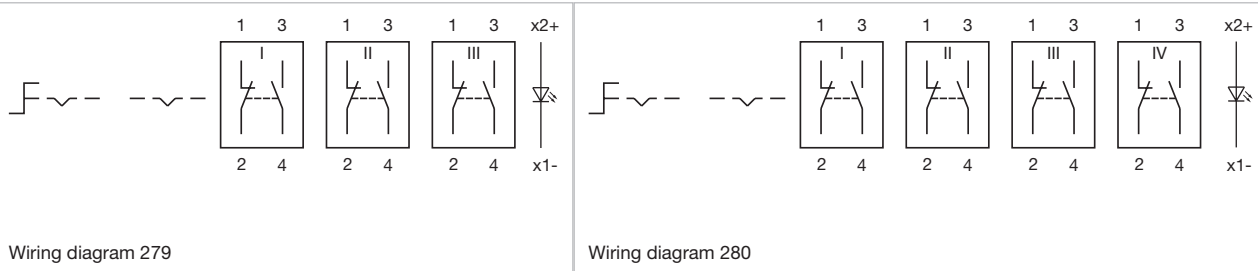 1 3 1 3 1 3 x2+
I II III
2 4 2 4 2 4 x1-
Wiring diagram 279
1 3 1 3 1 3 1 3 x2+
I II III IV
2 4 2 4 2 4 2 4 x1-
Wiring diagram 280